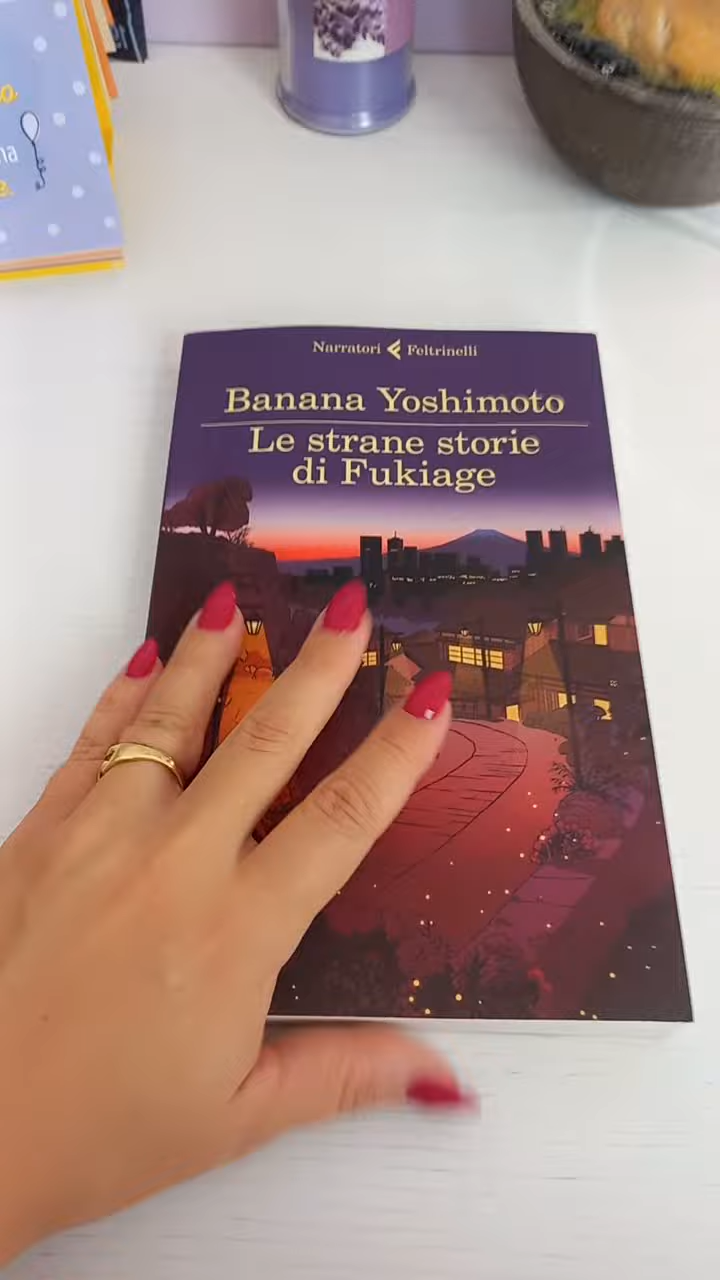 Narratori Feltrinelli
Banana Yoshimoto
Le strane storie
di Fukiage